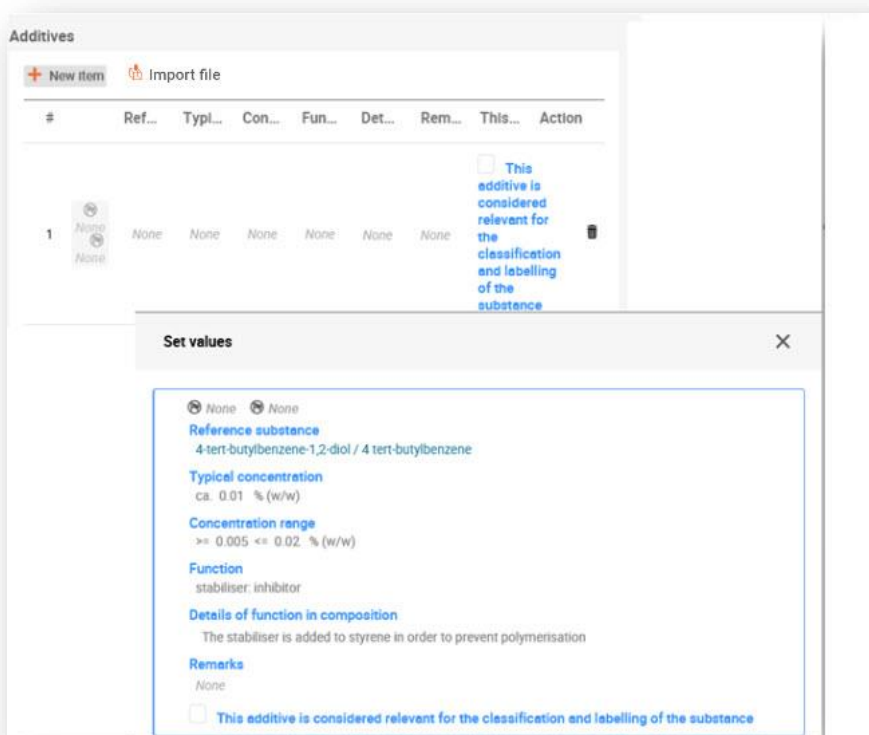 Additives
New item Import file
# Ref... Typi... Con... Fun... Det... Rem... This... Action
This
additive is
considered
relevant for
the
classification
and labelling
of the
substance
1 None None None None None None None None
Set values
None None
Reference substance
4-tert-butylbenzene-1,2-diol / 4 tert-butylbenzene
Typical concentration
ca. 0.01 % (w/w)
Concentration range
>= 0.005 <= 0.02 % (w/w)
Function
stabiliser: inhibitor
Details of function in composition
The stabiliser is added to styrene in order to prevent polymerisation
Remarks
None
This additive is considered relevant for the classification and labelling of the substance